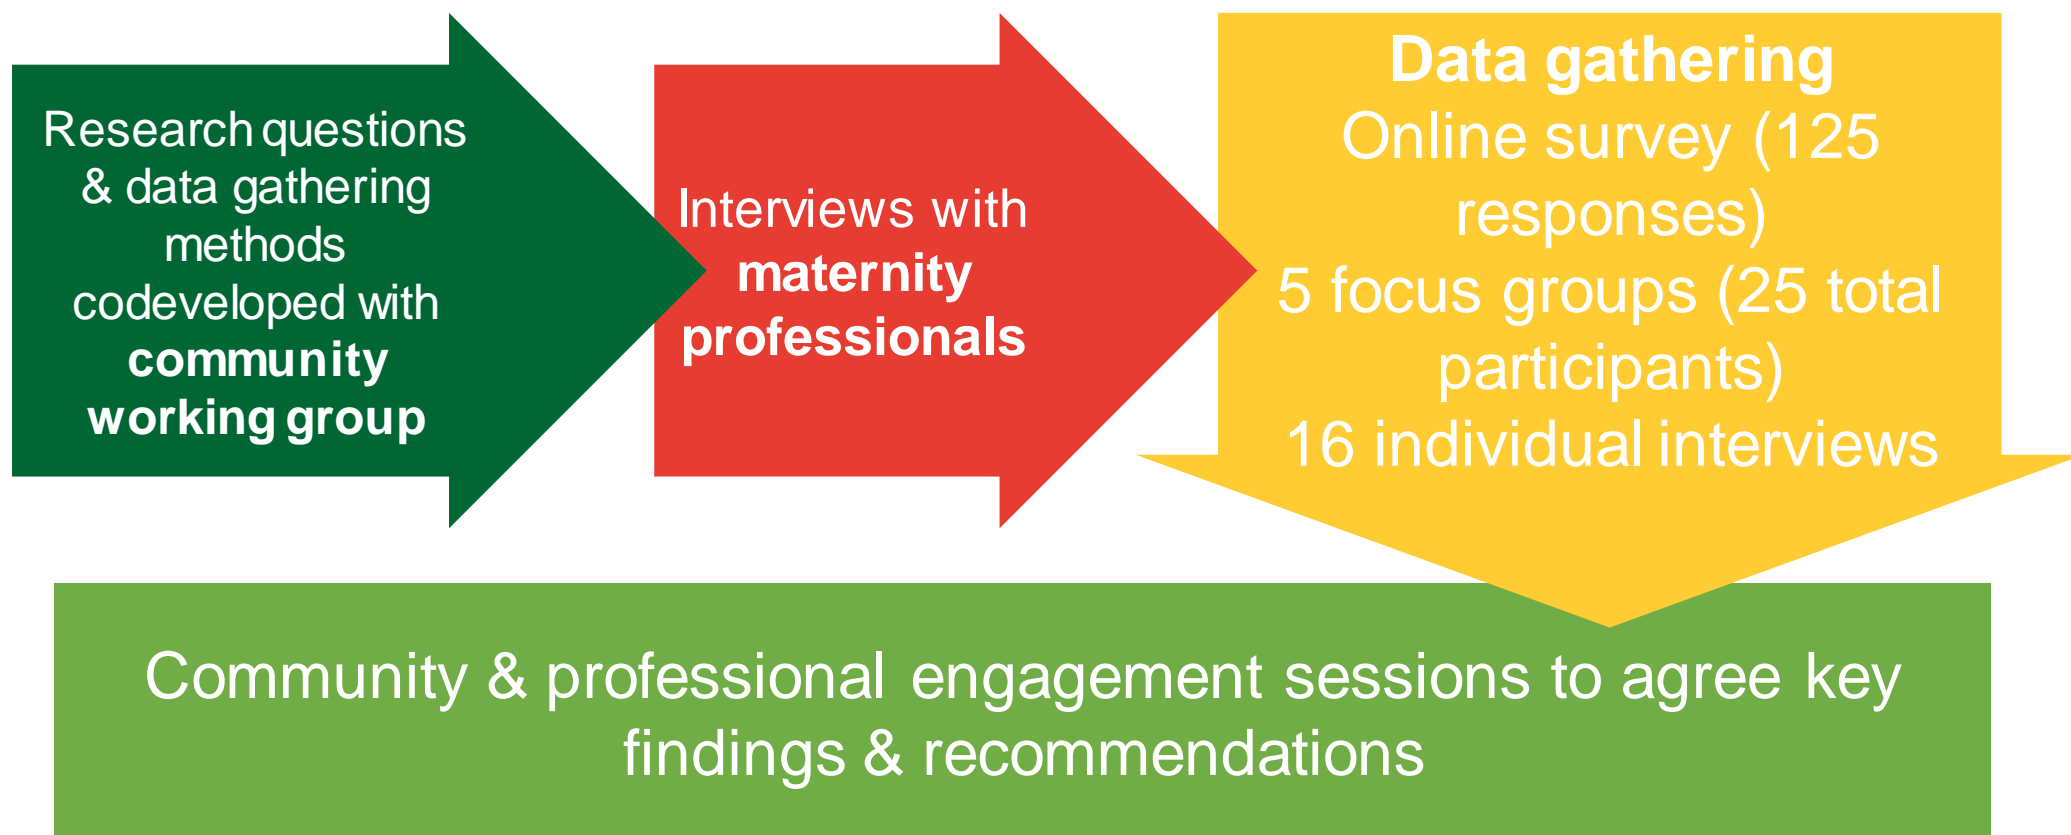 Research questions
& data gathering
methods
codeveloped with
community
working group
Interviews with
maternity
professionals
Data gathering
Online survey (125
responses)
5 focus groups (25 total
participants)
16 individual interviews
Community & professional engagement sessions to agree key
findings & recommendations